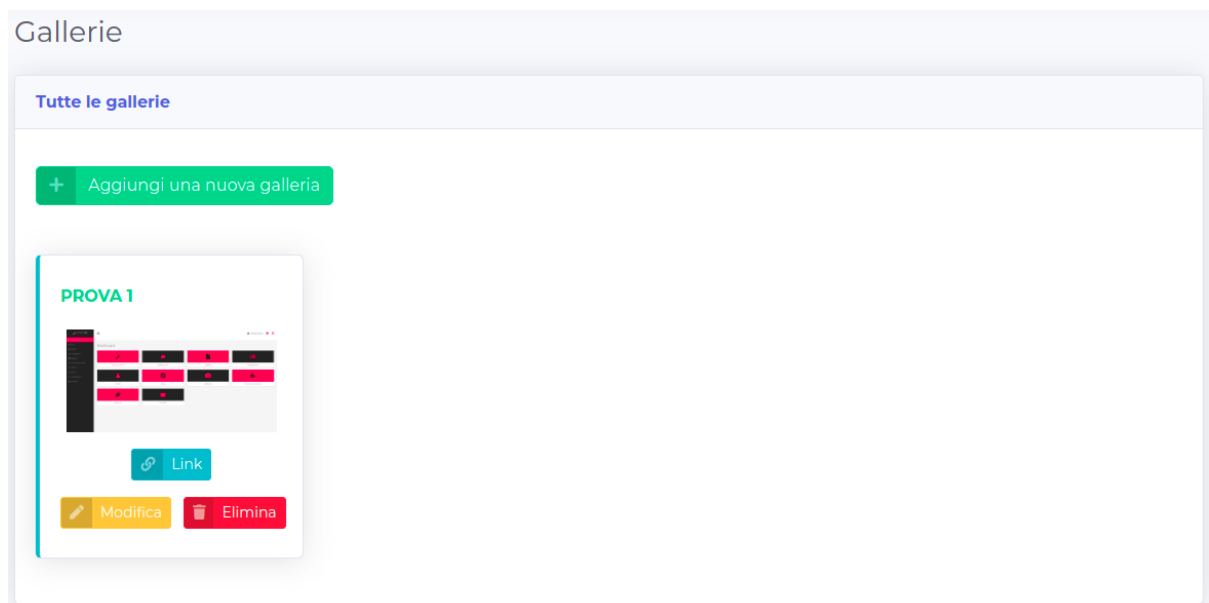 Gallerie
Tutte le gallerie
Aggiungi una nuova galleria
PROVA 1
Link
Modifica
Elimina